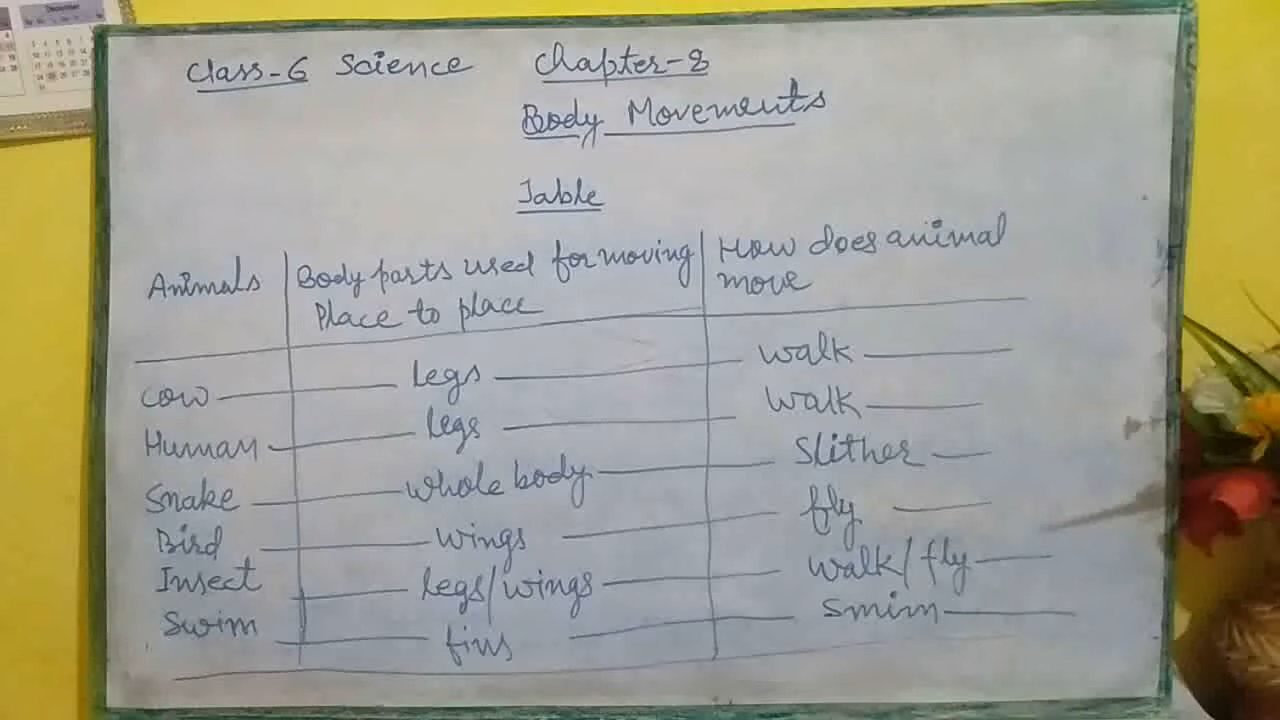 December
Class-6 Science Chapter-8
Body Movements
Table
Animals | Body parts used for moving Place to place | How does animal move
Cow — Legs — walk
Human — legs — Walk
Snake — whole body — Slither
Bird — wings — fly
Insect — Legs/wings — walk/fly
Swim — fins — Smim